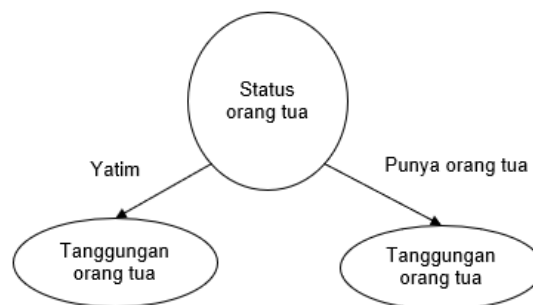 Status
orang tua
Yatim
Punya orang tua
Tanggungan
orang tua
Tanggungan
orang tua